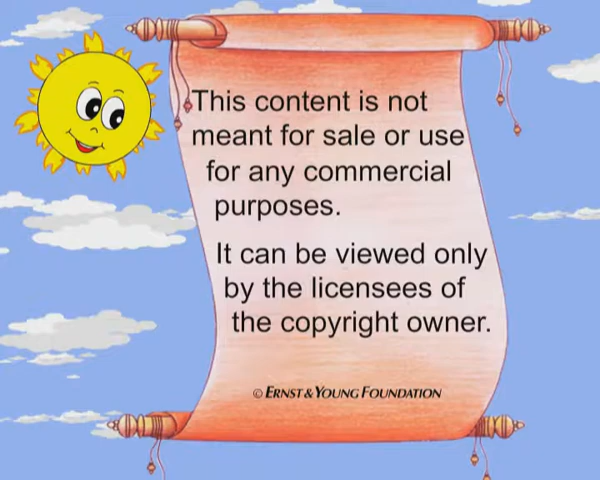 This content is not
meant for sale or use
for any commercial
purposes.
It can be viewed only
by the licensees of
the copyright owner.
© ERNST & YOUNG FOUNDATION